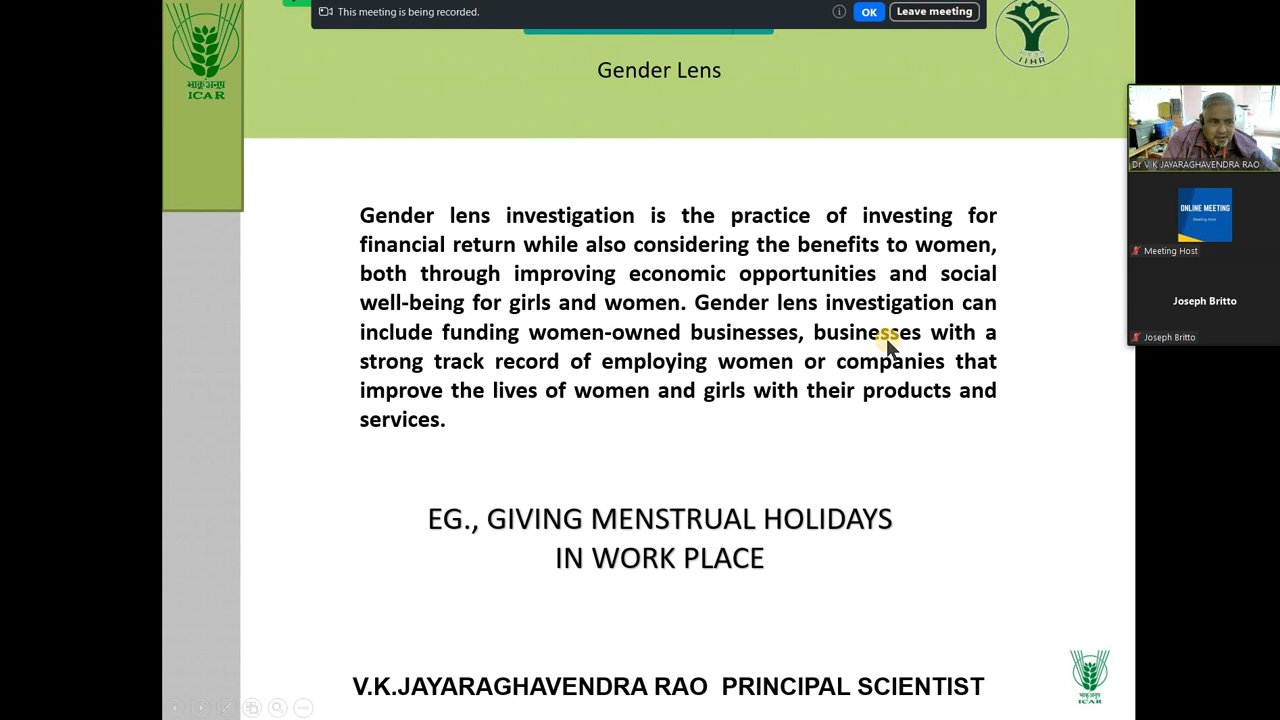 This meeting is being recorded.
OK
Leave meeting
भाकृअनुप
ICAR
IIHR
Gender Lens
Dr V K JAYARAGHAVENDRA RAO
ONLINE MEETING
Meeting Host
Joseph Britto
Joseph Britto
Gender lens investigation is the practice of investing for
financial return while also considering the benefits to women,
both through improving economic opportunities and social
well-being for girls and women. Gender lens investigation can
include funding women-owned businesses, businesses with a
strong track record of employing women or companies that
improve the lives of women and girls with their products and
services.
EG., GIVING MENSTRUAL HOLIDAYS
IN WORK PLACE
V.K.JAYARAGHAVENDRA RAO PRINCIPAL SCIENTIST
भाकृअनुप
ICAR